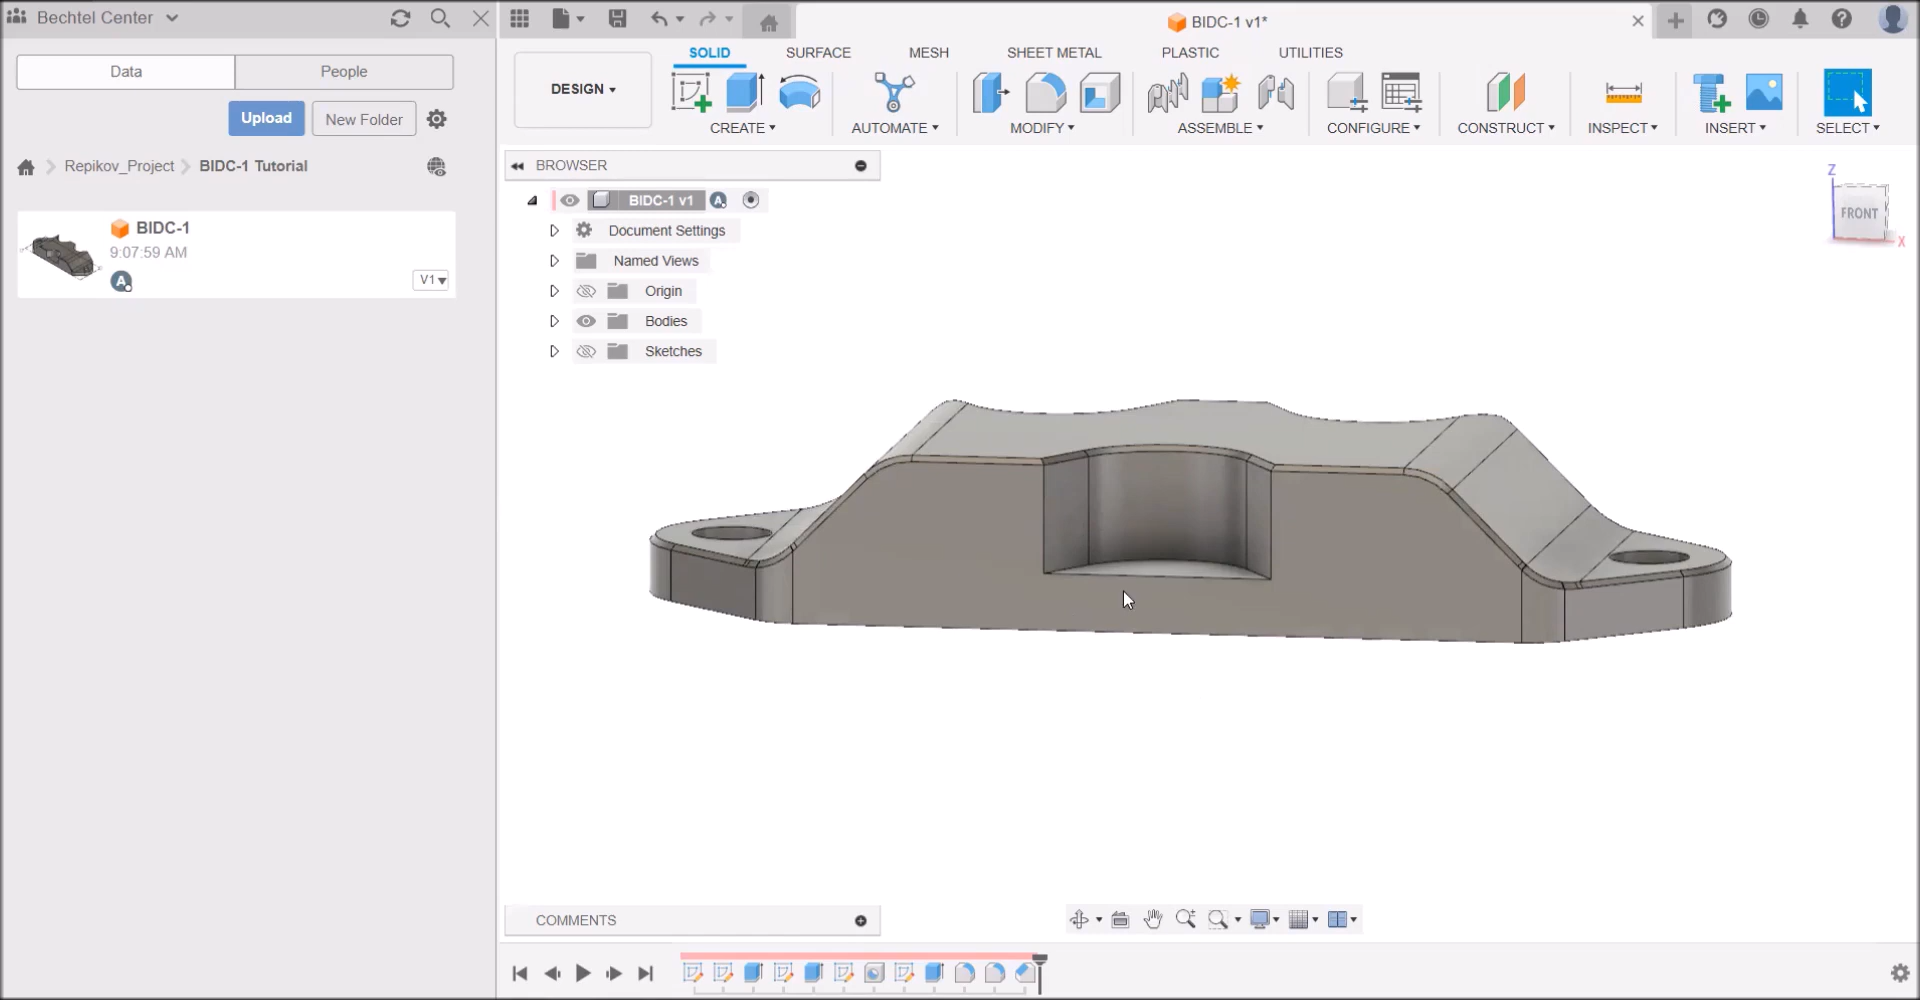 Bechtel Center
Data
People
Upload
New Folder
Repikov_Project
BIDC-1 Tutorial
BIDC-1
9:07:59 AM
A
V1
BIDC-1 v1*
SOLID
SURFACE
MESH
SHEET METAL
PLASTIC
UTILITIES
DESIGN
CREATE
AUTOMATE
MODIFY
ASSEMBLE
CONFIGURE
CONSTRUCT
INSPECT
INSERT
SELECT
BROWSER
BIDC-1 v1
A
Document Settings
Named Views
Origin
Bodies
Sketches
Z
FRONT
X
COMMENTS